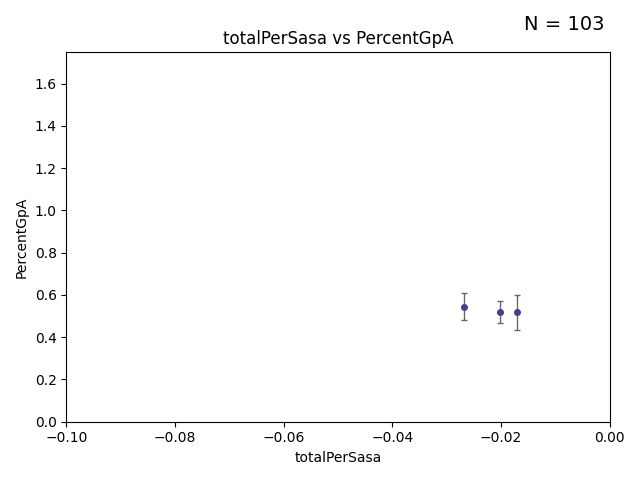 N = 103
totalPerSasa vs PercentGpA
1.6
1.4
1.2
1.0
0.8
0.6
0.4
0.2
0.0
PercentGpA
−0.10 −0.08 −0.06 −0.04 −0.02 0.00
totalPerSasa